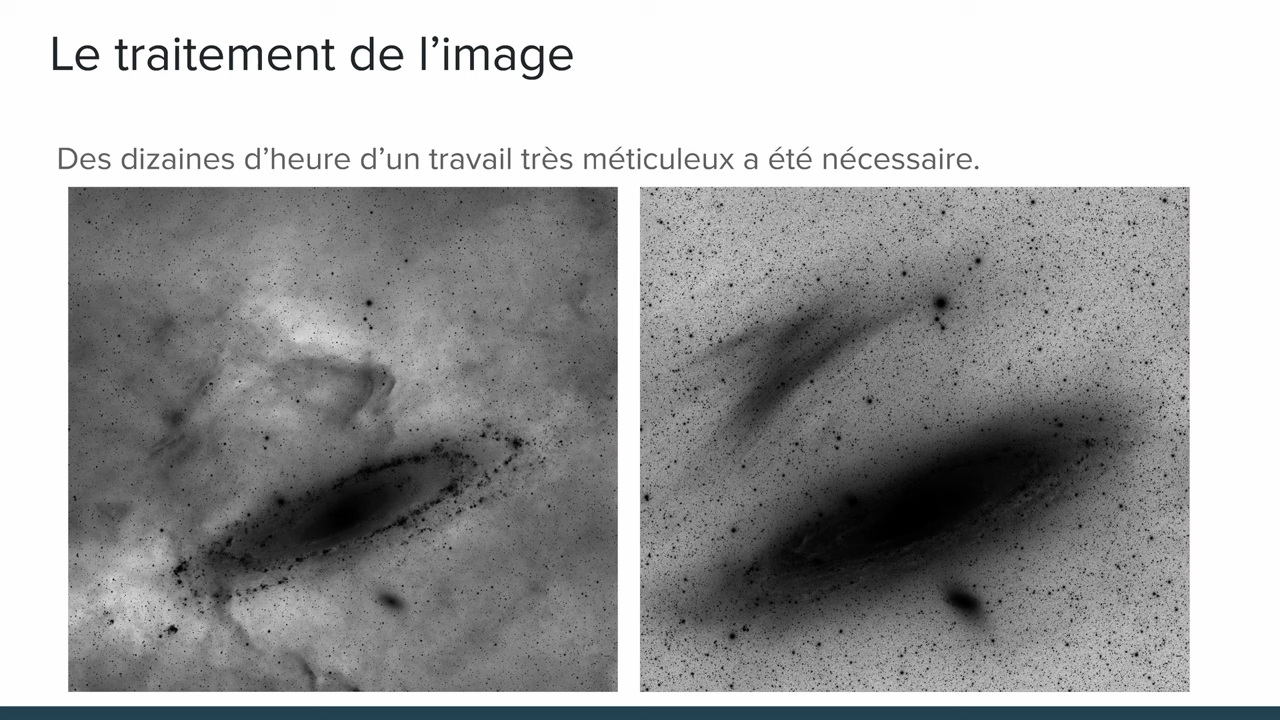 Le traitement de l’image
Des dizaines d’heure d’un travail très méticuleux a été nécessaire.